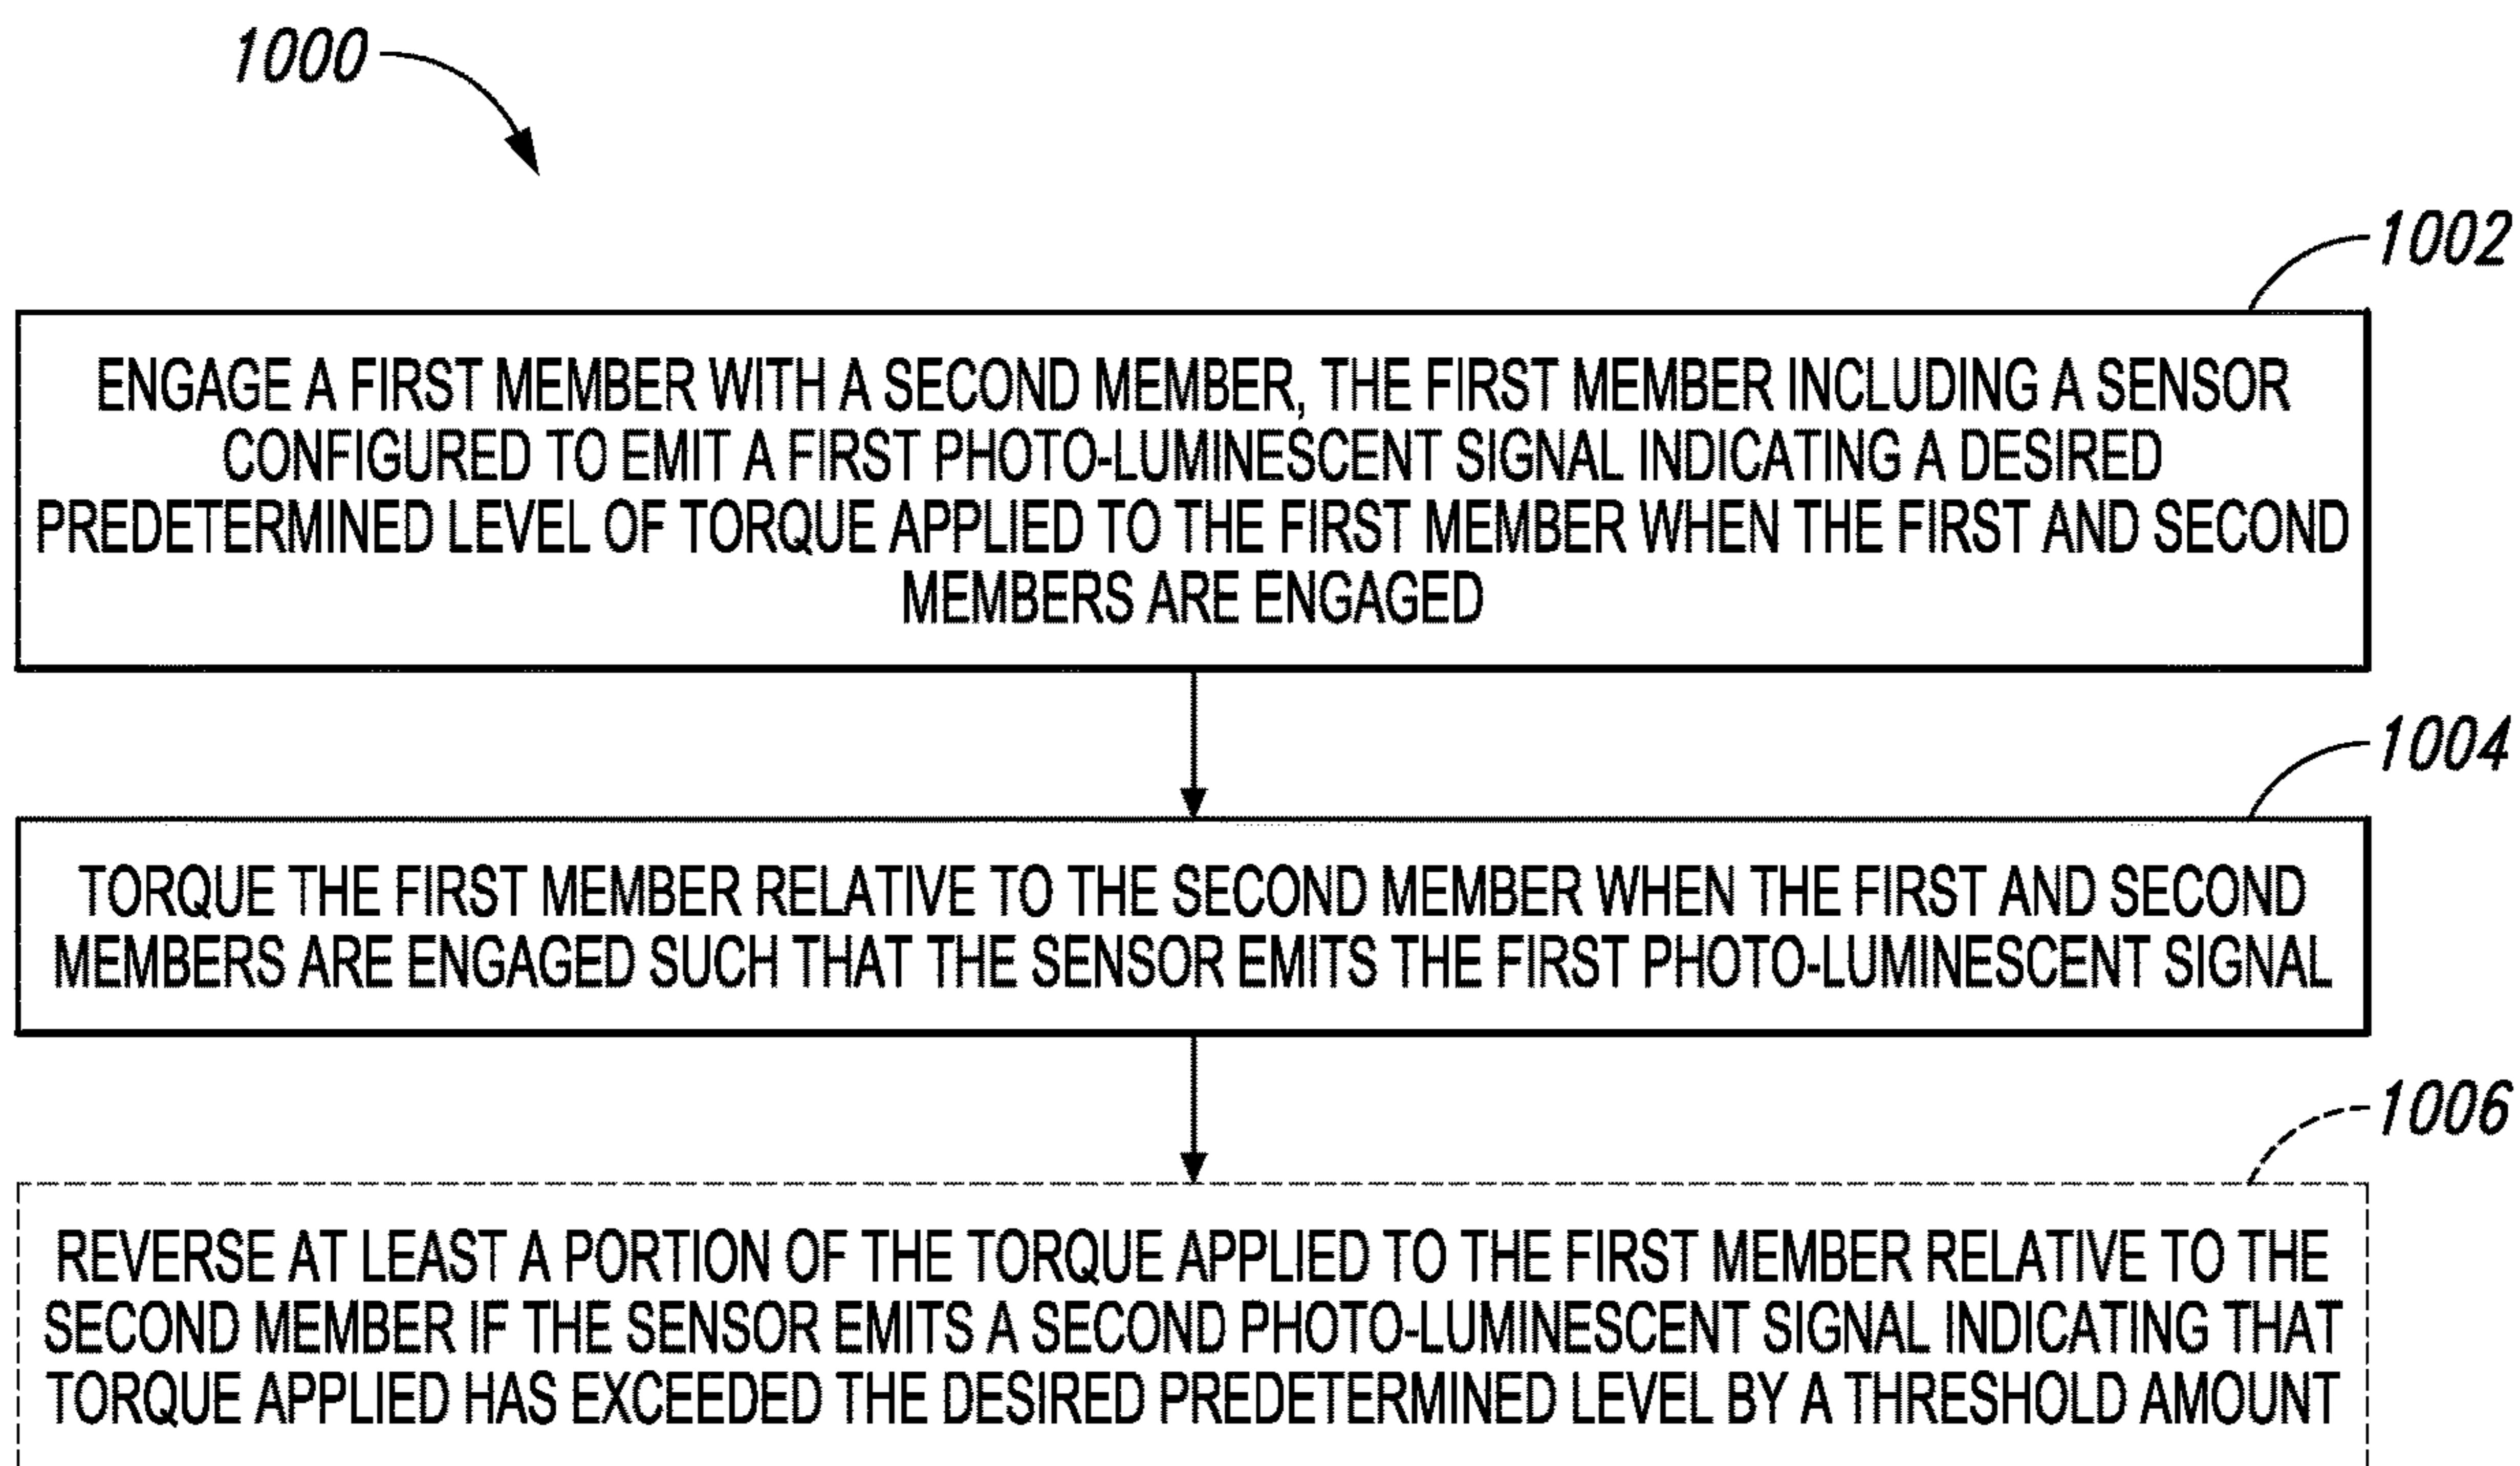 1000
1002
ENGAGE A FIRST MEMBER WITH A SECOND MEMBER, THE FIRST MEMBER INCLUDING A SENSOR
CONFIGURED TO EMIT A FIRST PHOTO-LUMINESCENT SIGNAL INDICATING A DESIRED
PREDETERMINED LEVEL OF TORQUE APPLIED TO THE FIRST MEMBER WHEN THE FIRST AND SECOND
MEMBERS ARE ENGAGED
1004
TORQUE THE FIRST MEMBER RELATIVE TO THE SECOND MEMBER WHEN THE FIRST AND SECOND
MEMBERS ARE ENGAGED SUCH THAT THE SENSOR EMITS THE FIRST PHOTO-LUMINESCENT SIGNAL
1006
REVERSE AT LEAST A PORTION OF THE TORQUE APPLIED TO THE FIRST MEMBER RELATIVE TO THE
SECOND MEMBER IF THE SENSOR EMITS A SECOND PHOTO-LUMINESCENT SIGNAL INDICATING THAT
TORQUE APPLIED HAS EXCEEDED THE DESIRED PREDETERMINED LEVEL BY A THRESHOLD AMOUNT